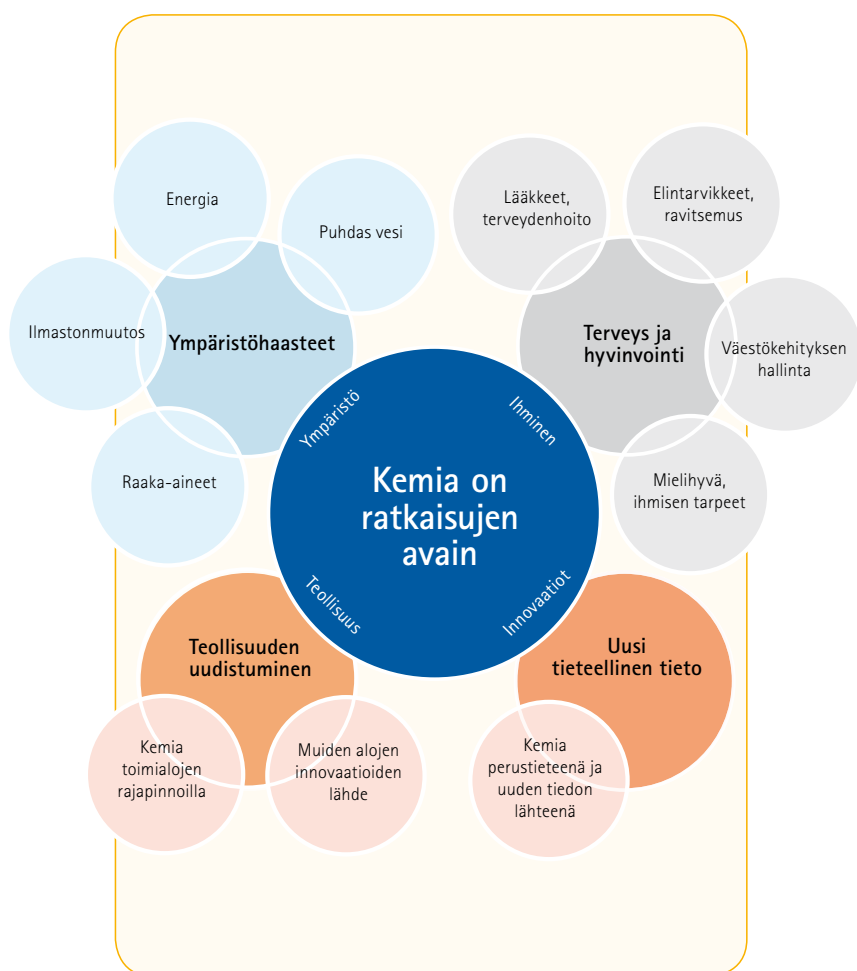 Energia
Puhdas vesi
Ilmastonmuutos
Ympäristöhaasteet
Raaka-aineet
Lääkkeet,
terveydenhoito
Elintarvikkeet,
ravitsemus
Terveys ja
hyvinvointi
Väestökehityksen
hallinta
Mielihyvä,
ihmisen tarpeet
Ympäristö
Ihminen
Kemia on
ratkaisujen
avain
Teollisuus
Innovaatiot
Teollisuuden
uudistuminen
Kemia
toimialojen
rajapinnoilla
Muiden alojen
innovaatioiden
lähde
Uusi
tieteellinen tieto
Kemia
perustieteenä ja
uuden tiedon
lähteenä